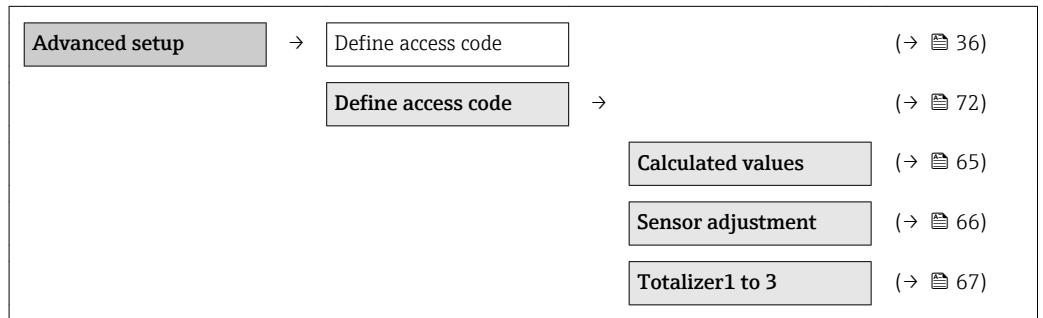 Advanced setup → Define access code (→ 36)
Define access code → (→ 72)
Calculated values (→ 65)
Sensor adjustment (→ 66)
Totalizer1 to 3 (→ 67)